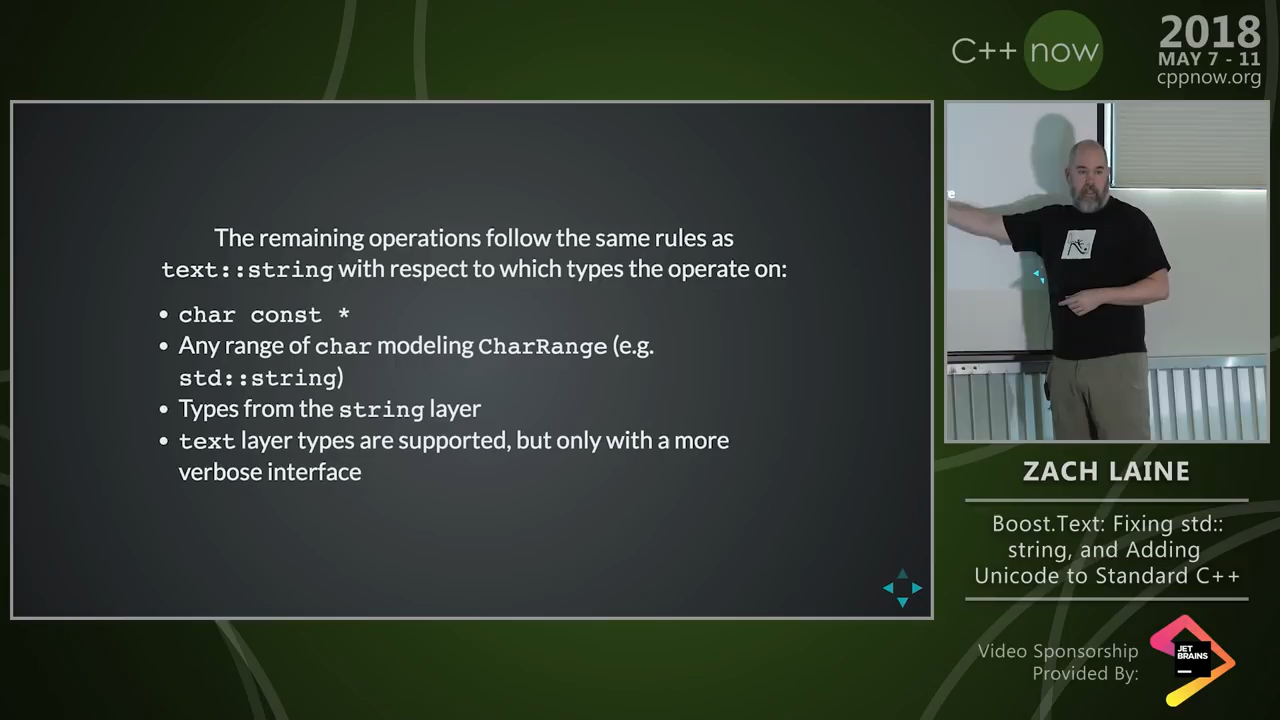 C++ now
2018
MAY 7 - 11
cppnow.org
The remaining operations follow the same rules as
text::string with respect to which types the operate on:
• char const *
• Any range of char modeling CharRange (e.g.
std::string)
• Types from the string layer
• text layer types are supported, but only with a more
verbose interface
ZACH LAINE
Boost.Text: Fixing std::
string, and Adding
Unicode to Standard C++
Video Sponsorship
Provided By:
JET
BRAINS